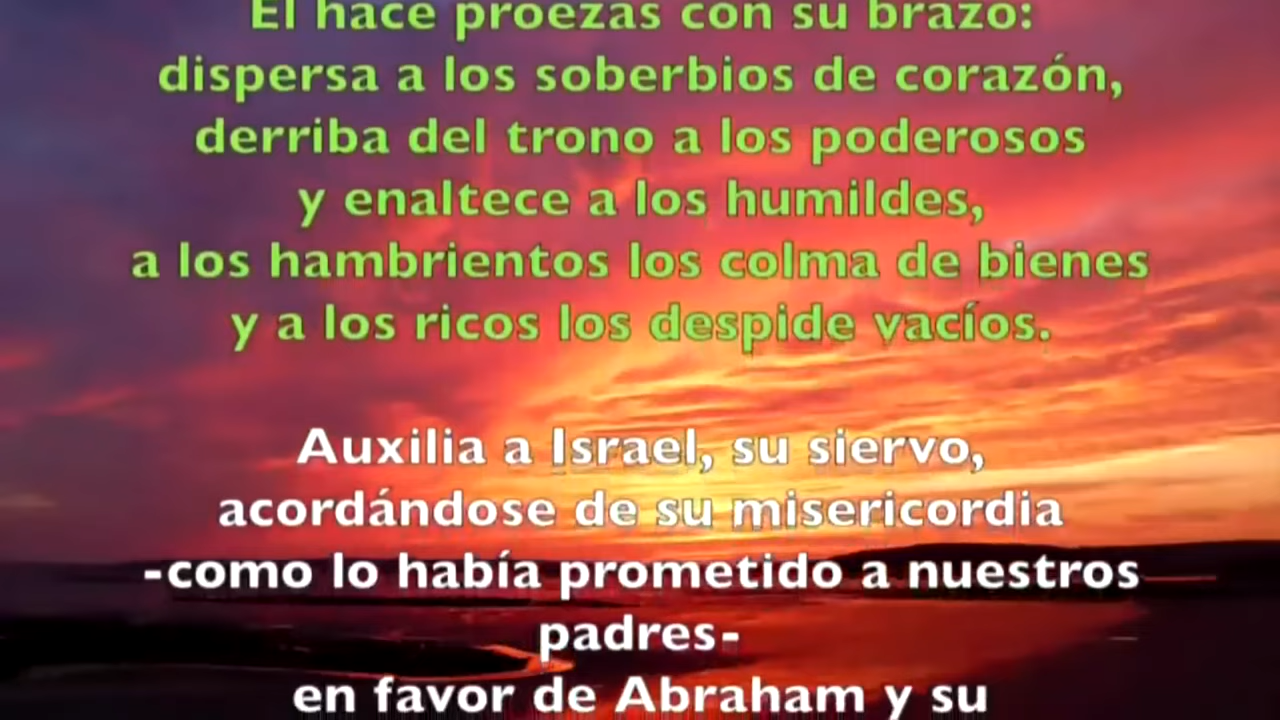 El hace proezas con su brazo:
dispersa a los soberbios de corazón,
derriba del trono a los poderosos
y enaltece a los humildes,
a los hambrientos los colma de bienes
y a los ricos los despide vacíos.
Auxilia a Israel, su siervo,
acordándose de su misericordia
-como lo había prometido a nuestros
padres-
en favor de Abraham y su